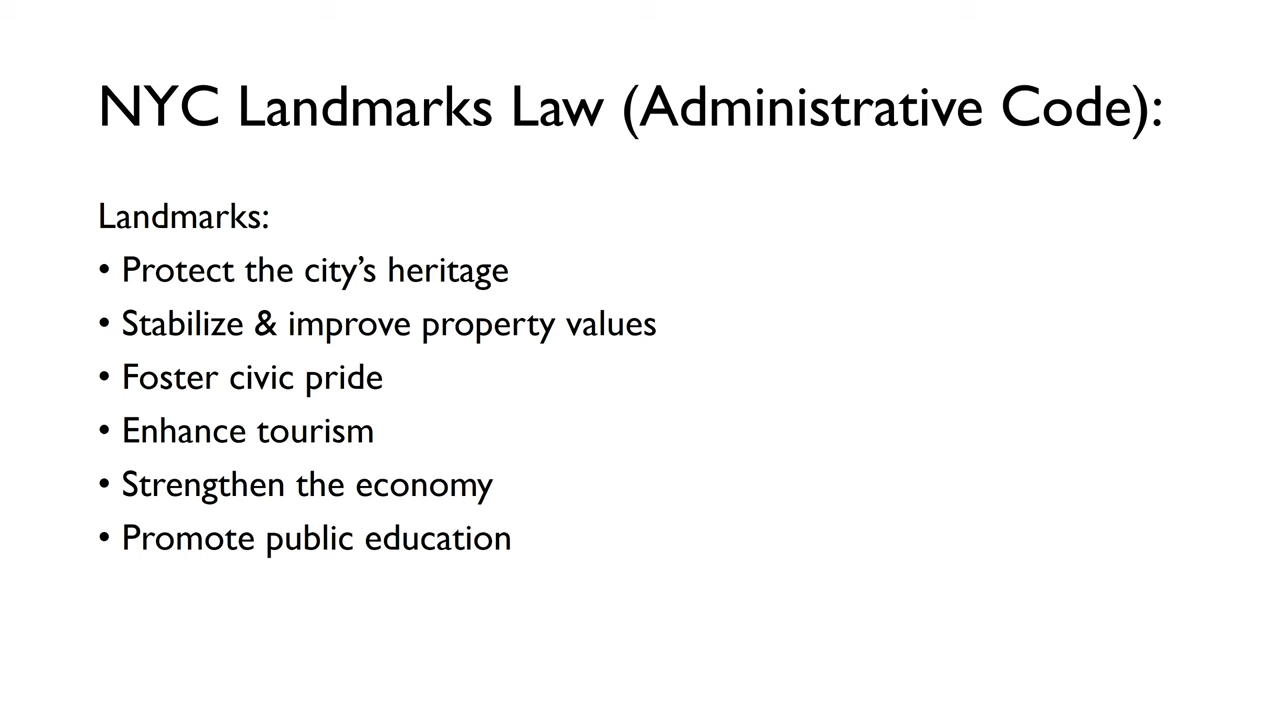 NYC Landmarks Law (Administrative Code):
Landmarks:
• Protect the city’s heritage
• Stabilize & improve property values
• Foster civic pride
• Enhance tourism
• Strengthen the economy
• Promote public education